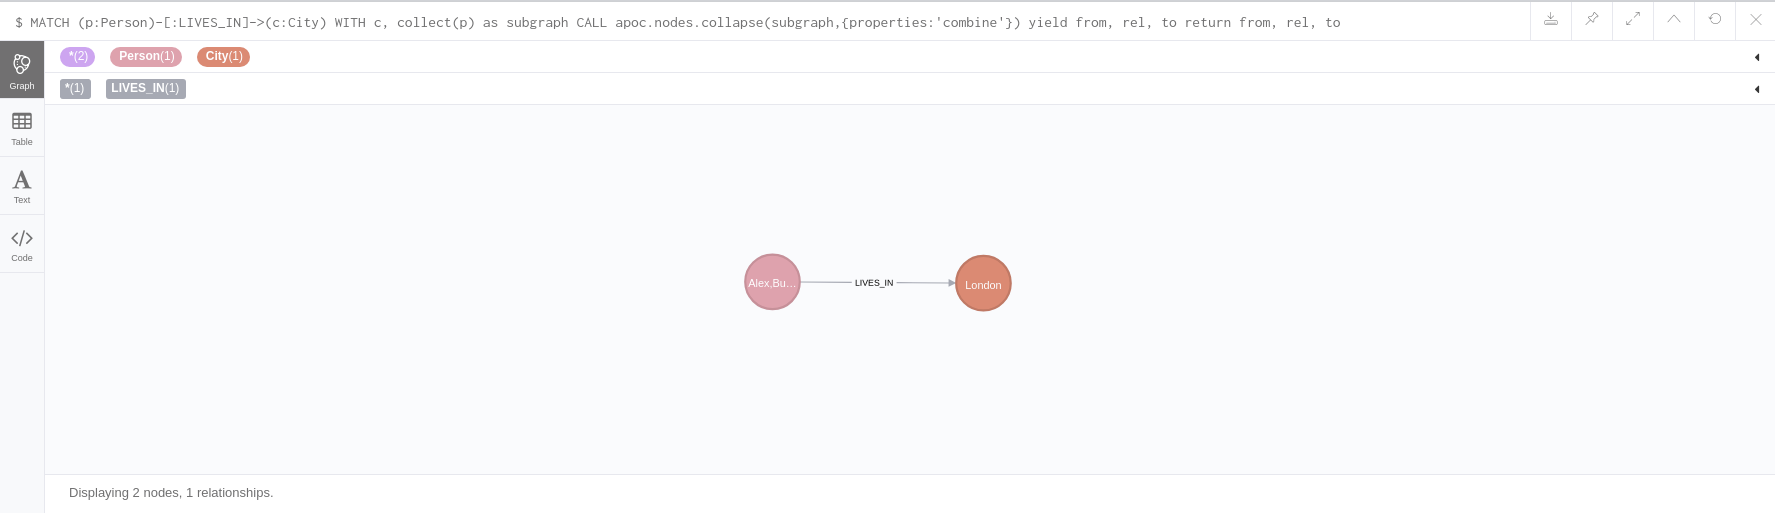 $ MATCH (p:Person)-[:LIVES_IN]->(c:City) WITH c, collect(p) as subgraph CALL apoc.nodes.collapse(subgraph,{properties:'combine'}) yield from, rel, to return from, rel, to
*(2) Person(1) City(1)
*(1) LIVES_IN(1)
Graph
Table
Text
Code
Alex,Bu... LIVES_IN London
Displaying 2 nodes, 1 relationships.